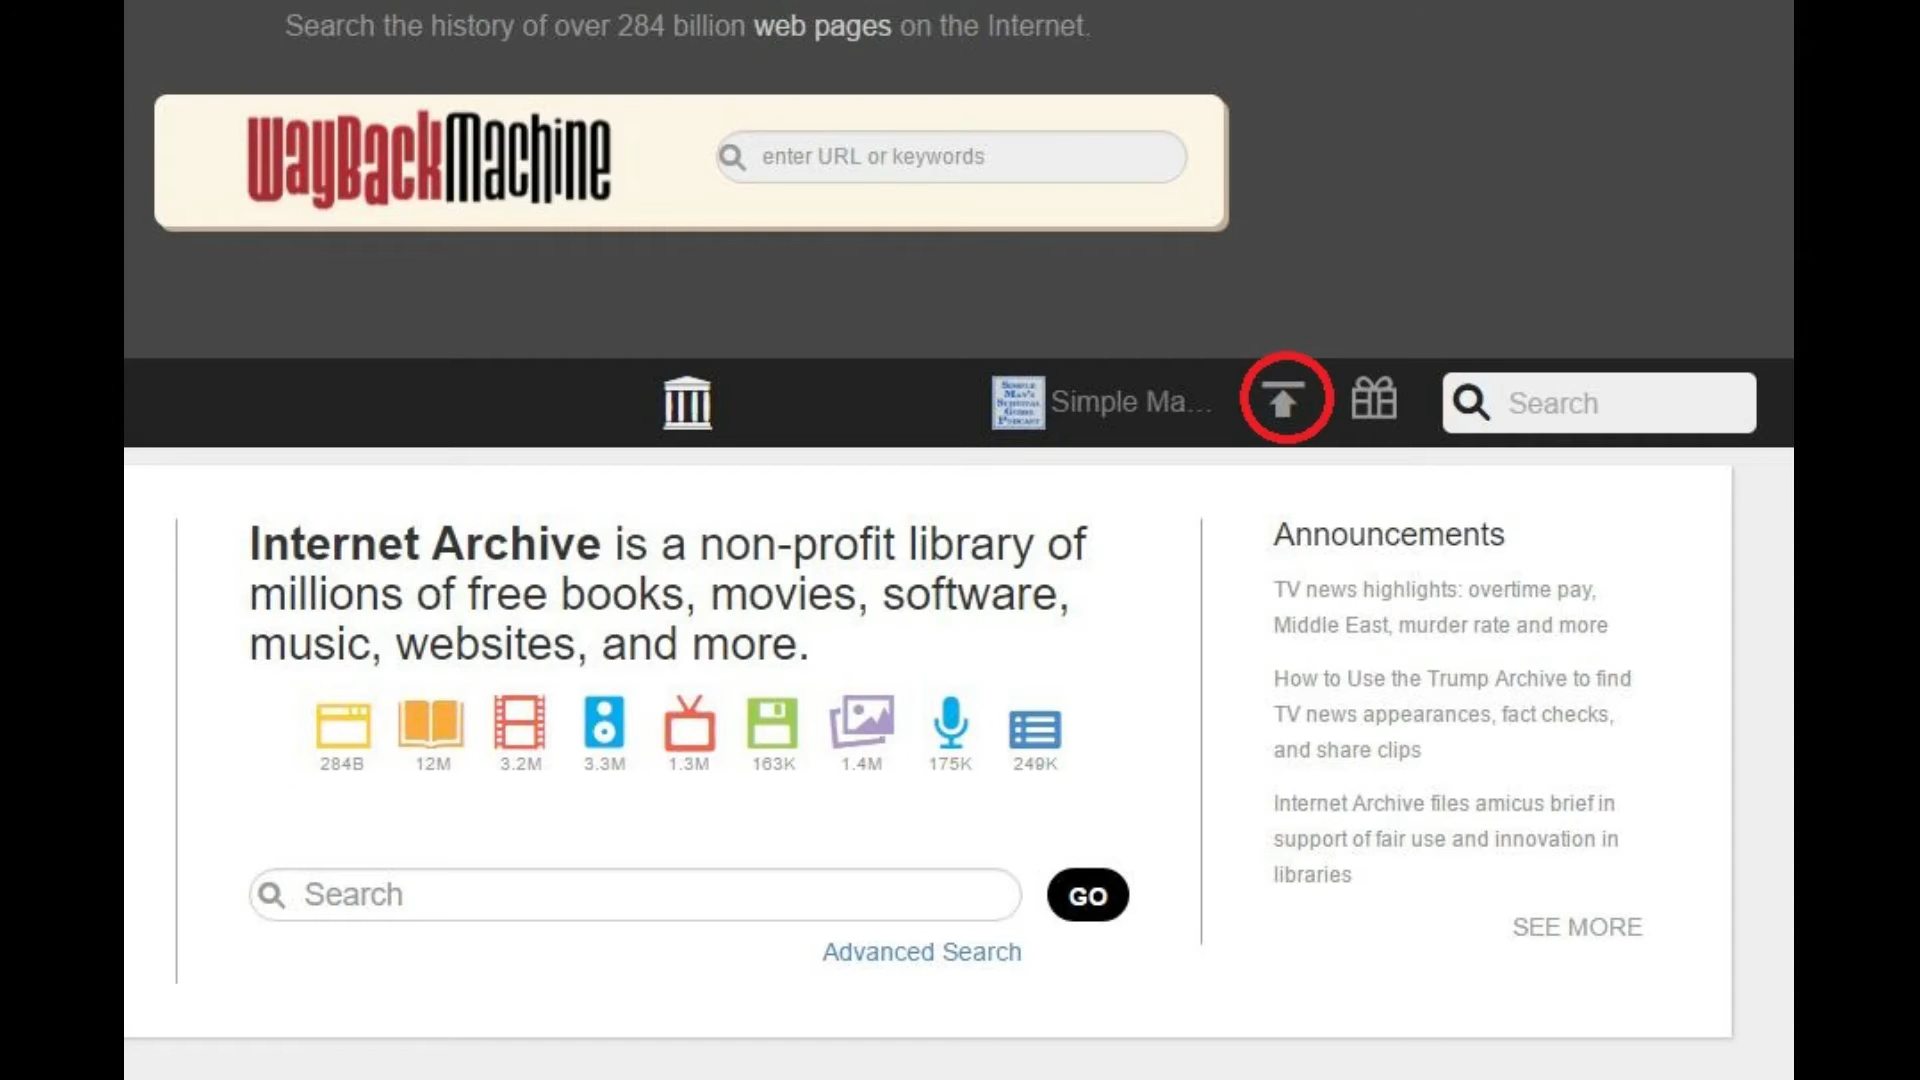 Search the history of over 284 billion web pages on the Internet.
WayBackMachine
enter URL or keywords
Simple Man's Survival Guide Podcast
Simple Ma...
Search
Internet Archive is a non-profit library of
millions of free books, movies, software,
music, websites, and more.
284B 12M 3.2M 3.3M 1.3M 163K 1.4M 175K 249K
Search
GO
Advanced Search
Announcements
TV news highlights: overtime pay,
Middle East, murder rate and more
How to Use the Trump Archive to find
TV news appearances, fact checks,
and share clips
Internet Archive files amicus brief in
support of fair use and innovation in
libraries
SEE MORE